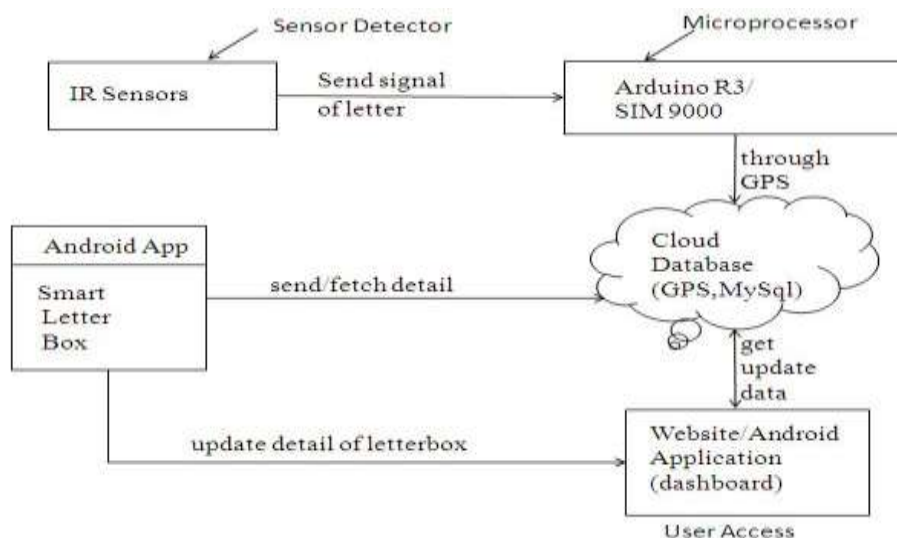 Sensor Detector
Microprocessor
IR Sensors
Send signal
of letter
Arduino R3/
SIM 9000
through
GPS
Android App
Smart
Letter
Box
send/fetch detail
Cloud
Database
(GPS,MySql)
get
update
data
update detail of letterbox
Website/Android
Application
(dashboard)
User Access